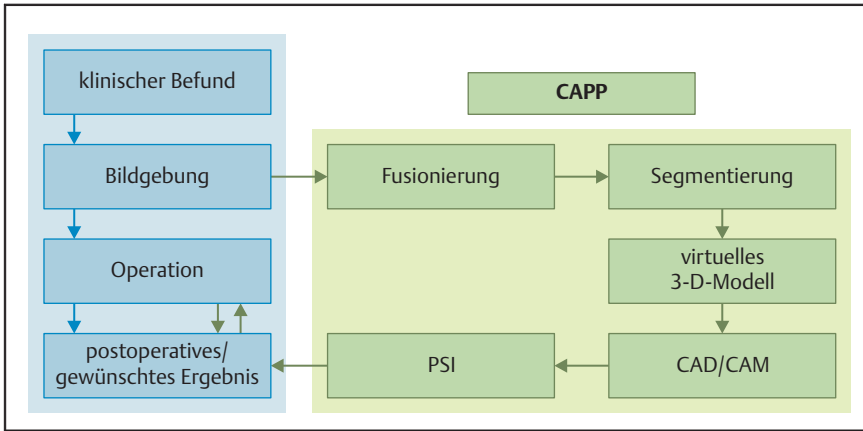 klinischer Befund
CAPP
Bildgebung
Fusionierung
Segmentierung
Operation
virtuelles
3-D-Modell
postoperatives/
gewünschtes Ergebnis
PSI
CAD/CAM